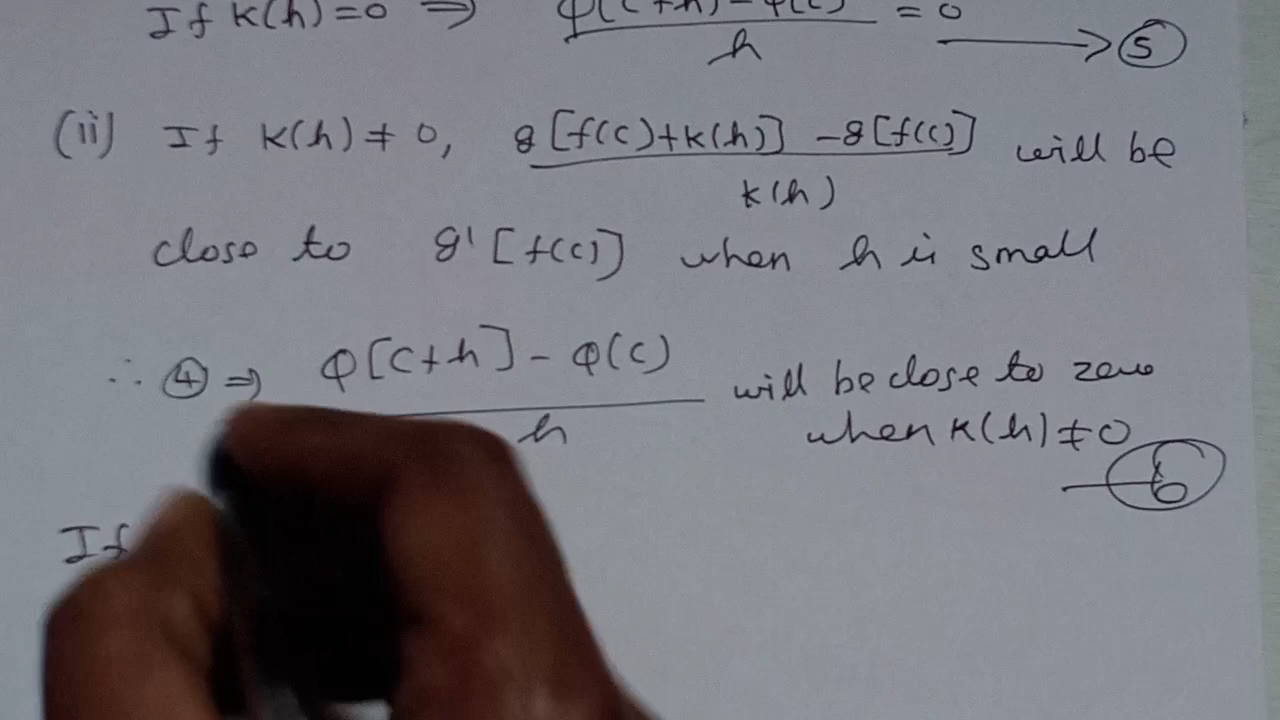 If k(h)=0 ⇒ φ(c+h)-φ(c) / h = 0 → (5)
(ii) If k(h) ≠ 0, g[f(c)+k(h)] - g[f(c)] / k(h) will be
close to g'[f(c)] when h is small
∴ (4) ⇒ φ[c+h] - φ(c) / h will be close to zero
when k(h) ≠ 0
— (6)
If